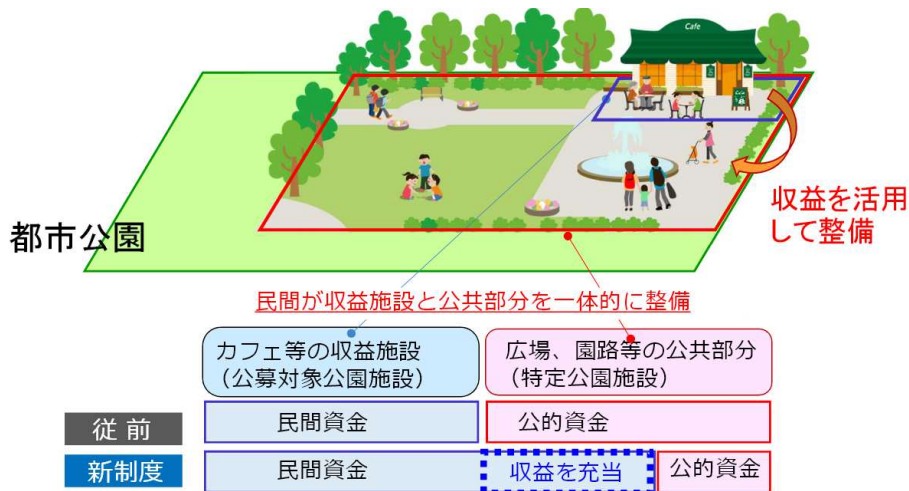 Cafe
都市公園
収益を活用
して整備
民間が収益施設と公共部分を一体的に整備
カフェ等の収益施設
（公募対象公園施設）
広場、園路等の公共部分
（特定公園施設）
従 前
民間資金
公的資金
新制度
民間資金
収益を充当
公的資金